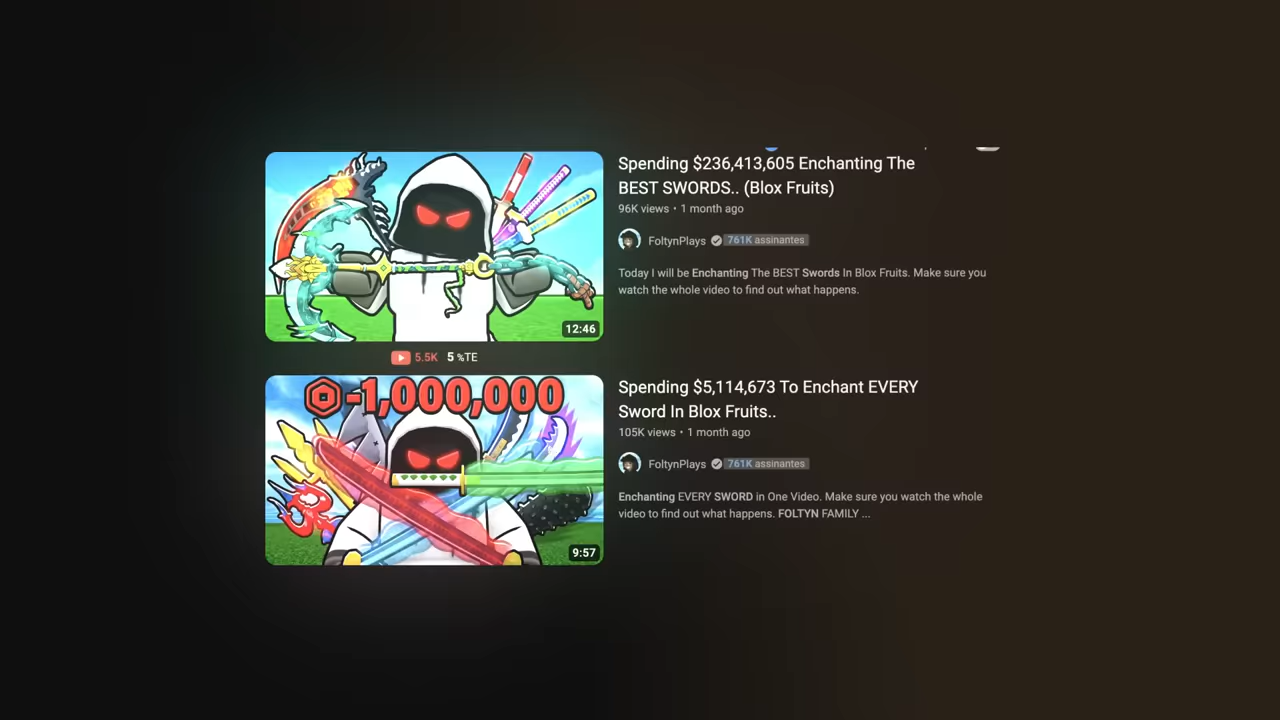 Spending $236,413,605 Enchanting The
BEST SWORDS.. (Blox Fruits)
96K views • 1 month ago
FoltynPlays 761K assinantes
Today I will be Enchanting The BEST Swords In Blox Fruits. Make sure you
watch the whole video to find out what happens.
12:46
5.5K 5 %TE
-1,000,000
Spending $5,114,673 To Enchant EVERY
Sword In Blox Fruits..
105K views • 1 month ago
FoltynPlays 761K assinantes
Enchanting EVERY SWORD in One Video. Make sure you watch the whole
video to find out what happens. FOLTYN FAMILY ...
9:57